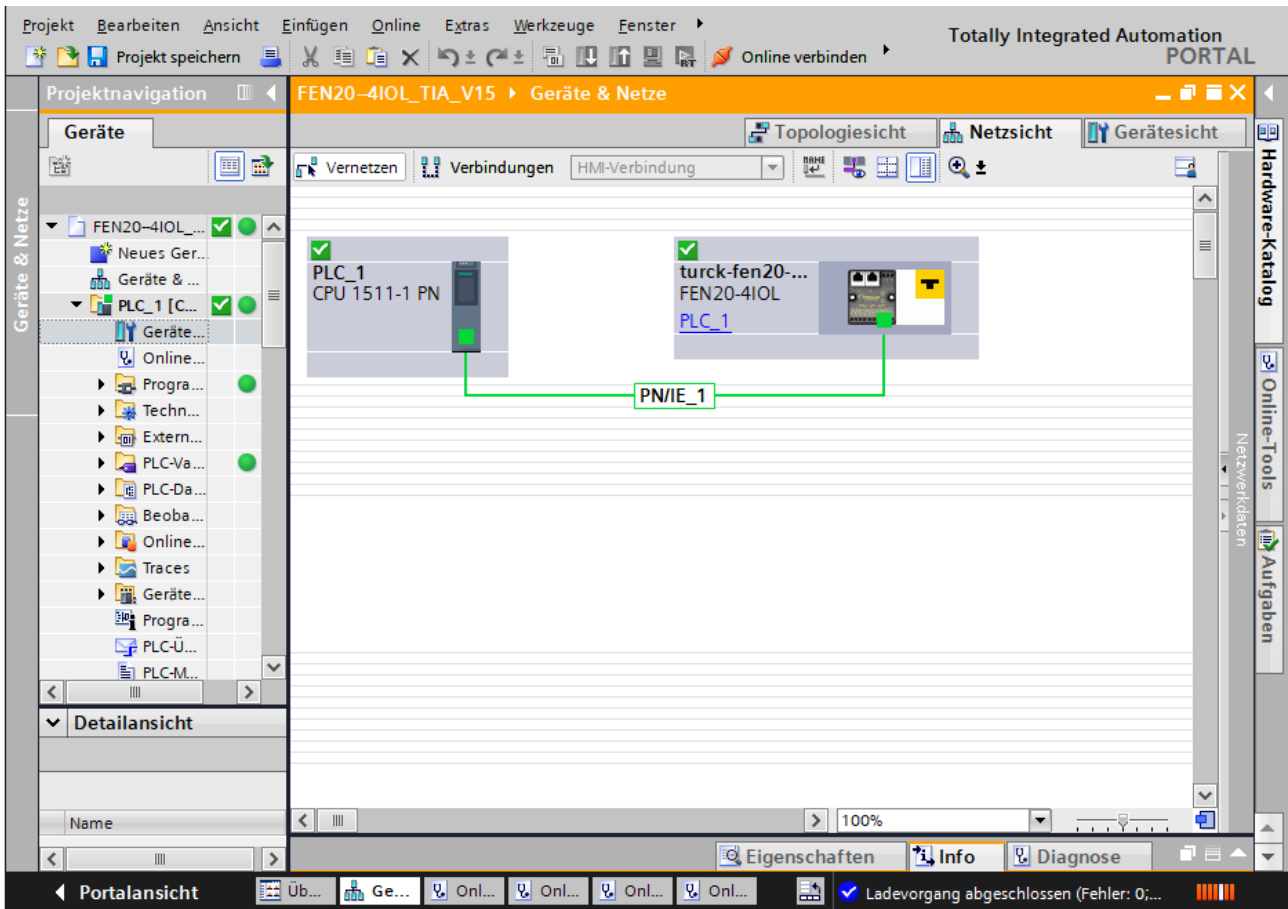 Projekt Bearbeiten Ansicht Einfügen Online Extras Werkzeuge Fenster
Totally Integrated Automation
PORTAL
Projekt speichern
Online verbinden
Projektnavigation
FEN20–4IOL_TIA_V15 Geräte & Netze
Geräte
Topologiesicht
Netzsicht
Gerätesicht
Vernetzen
Verbindungen
HMI-Verbindung
Geräte & Netze
FEN20–4IOL_...
Neues Ger...
Geräte & ...
PLC_1 [C...
Geräte...
Online...
Progra...
Techn...
Extern...
PLC-Va...
PLC-Da...
Beoba...
Online...
Traces
Geräte...
Progra...
PLC-Ü...
PLC-M...
Detailansicht
Name
PLC_1
CPU 1511-1 PN
turck-fen20-...
FEN20-4IOL
PLC_1
PN/IE_1
Netzwerkdaten
Hardware-Katalog
Online-Tools
Aufgaben
100%
Eigenschaften
Info
Diagnose
Portalansicht
Üb...
Ge...
Onl...
Onl...
Onl...
Onl...
Ladevorgang abgeschlossen (Fehler: 0;...